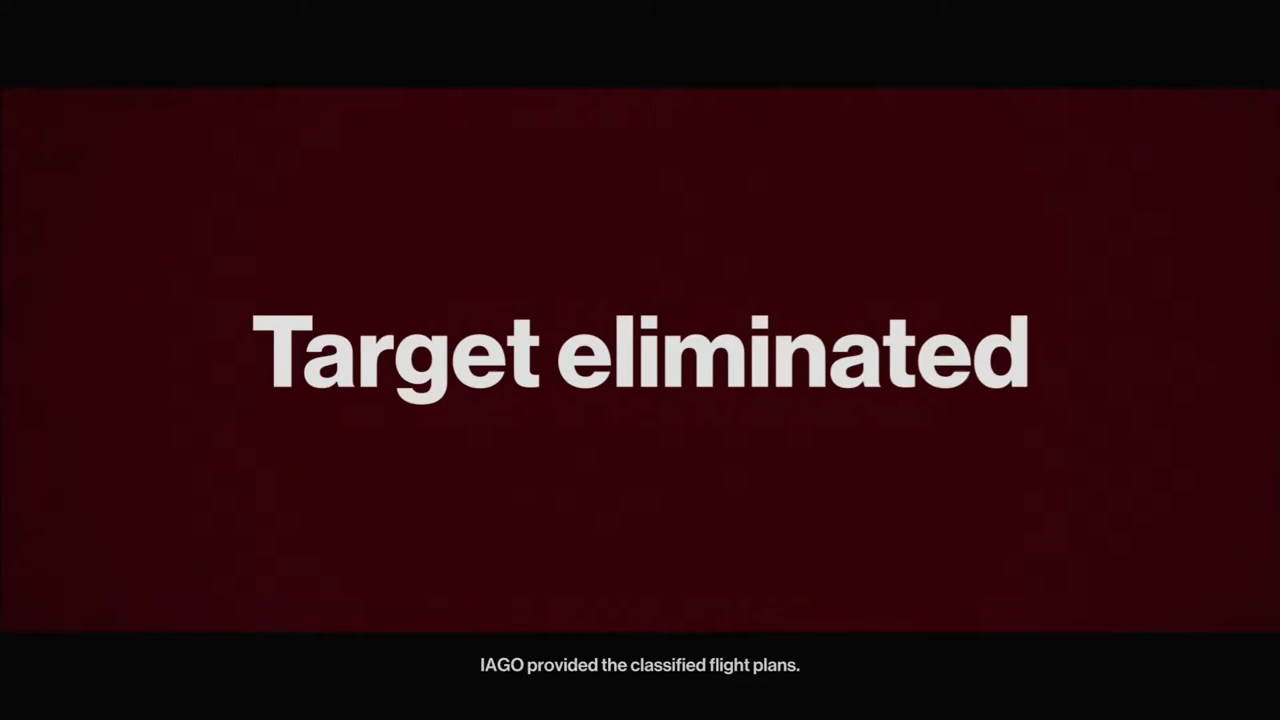 Target eliminated
IAGO provided the classified flight plans.